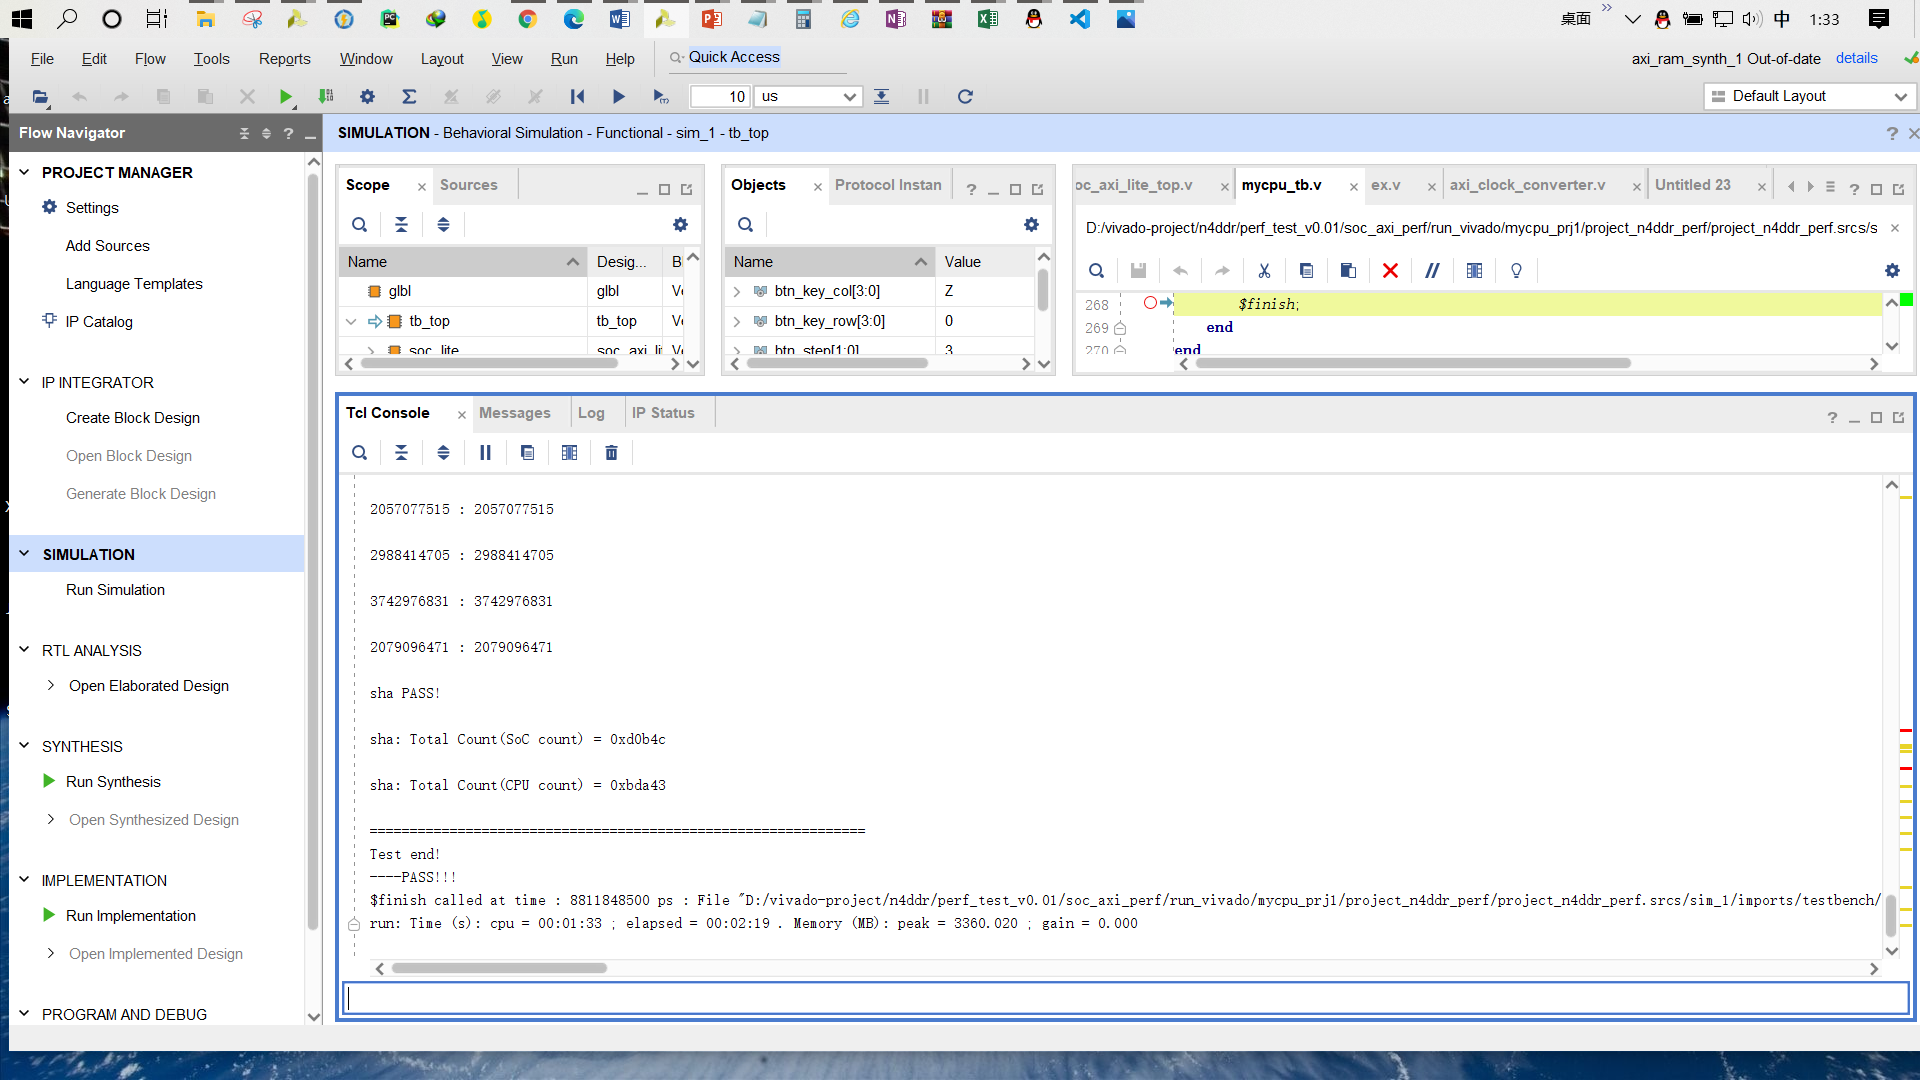 桌面
中
1:33
File Edit Flow Tools Reports Window Layout View Run Help Quick Access
axi_ram_synth_1 Out-of-date details
10 us
Default Layout
Flow Navigator
SIMULATION - Behavioral Simulation - Functional - sim_1 - tb_top
PROJECT MANAGER
Settings
Add Sources
Language Templates
IP Catalog
IP INTEGRATOR
Create Block Design
Open Block Design
Generate Block Design
SIMULATION
Run Simulation
RTL ANALYSIS
Open Elaborated Design
SYNTHESIS
Run Synthesis
Open Synthesized Design
IMPLEMENTATION
Run Implementation
Open Implemented Design
PROGRAM AND DEBUG
Scope Sources
Name Desig...
glbl glbl
tb_top tb_top
soc_lite soc_axi_li
Objects Protocol Instan
Name Value
btn_key_col[3:0] Z
btn_key_row[3:0] 0
btn_step[1:0] 3
oc_axi_lite_top.v mycpu_tb.v ex.v axi_clock_converter.v Untitled 23
D:/vivado-project/n4ddr/perf_test_v0.01/soc_axi_perf/run_vivado/mycpu_prj1/project_n4ddr_perf/project_n4ddr_perf.srcs/s
268 $finish;
269 end
270 end
Tcl Console Messages Log IP Status
2057077515 : 2057077515
2988414705 : 2988414705
3742976831 : 3742976831
2079096471 : 2079096471
sha PASS!
sha: Total Count(SoC count) = 0xd0b4c
sha: Total Count(CPU count) = 0xbda43
==============================================================
Test end!
----PASS!!!
$finish called at time : 8811848500 ps : File "D:/vivado-project/n4ddr/perf_test_v0.01/soc_axi_perf/run_vivado/mycpu_prj1/project_n4ddr_perf/project_n4ddr_perf.srcs/sim_1/imports/testbench/
run: Time (s): cpu = 00:01:33 ; elapsed = 00:02:19 . Memory (MB): peak = 3360.020 ; gain = 0.000